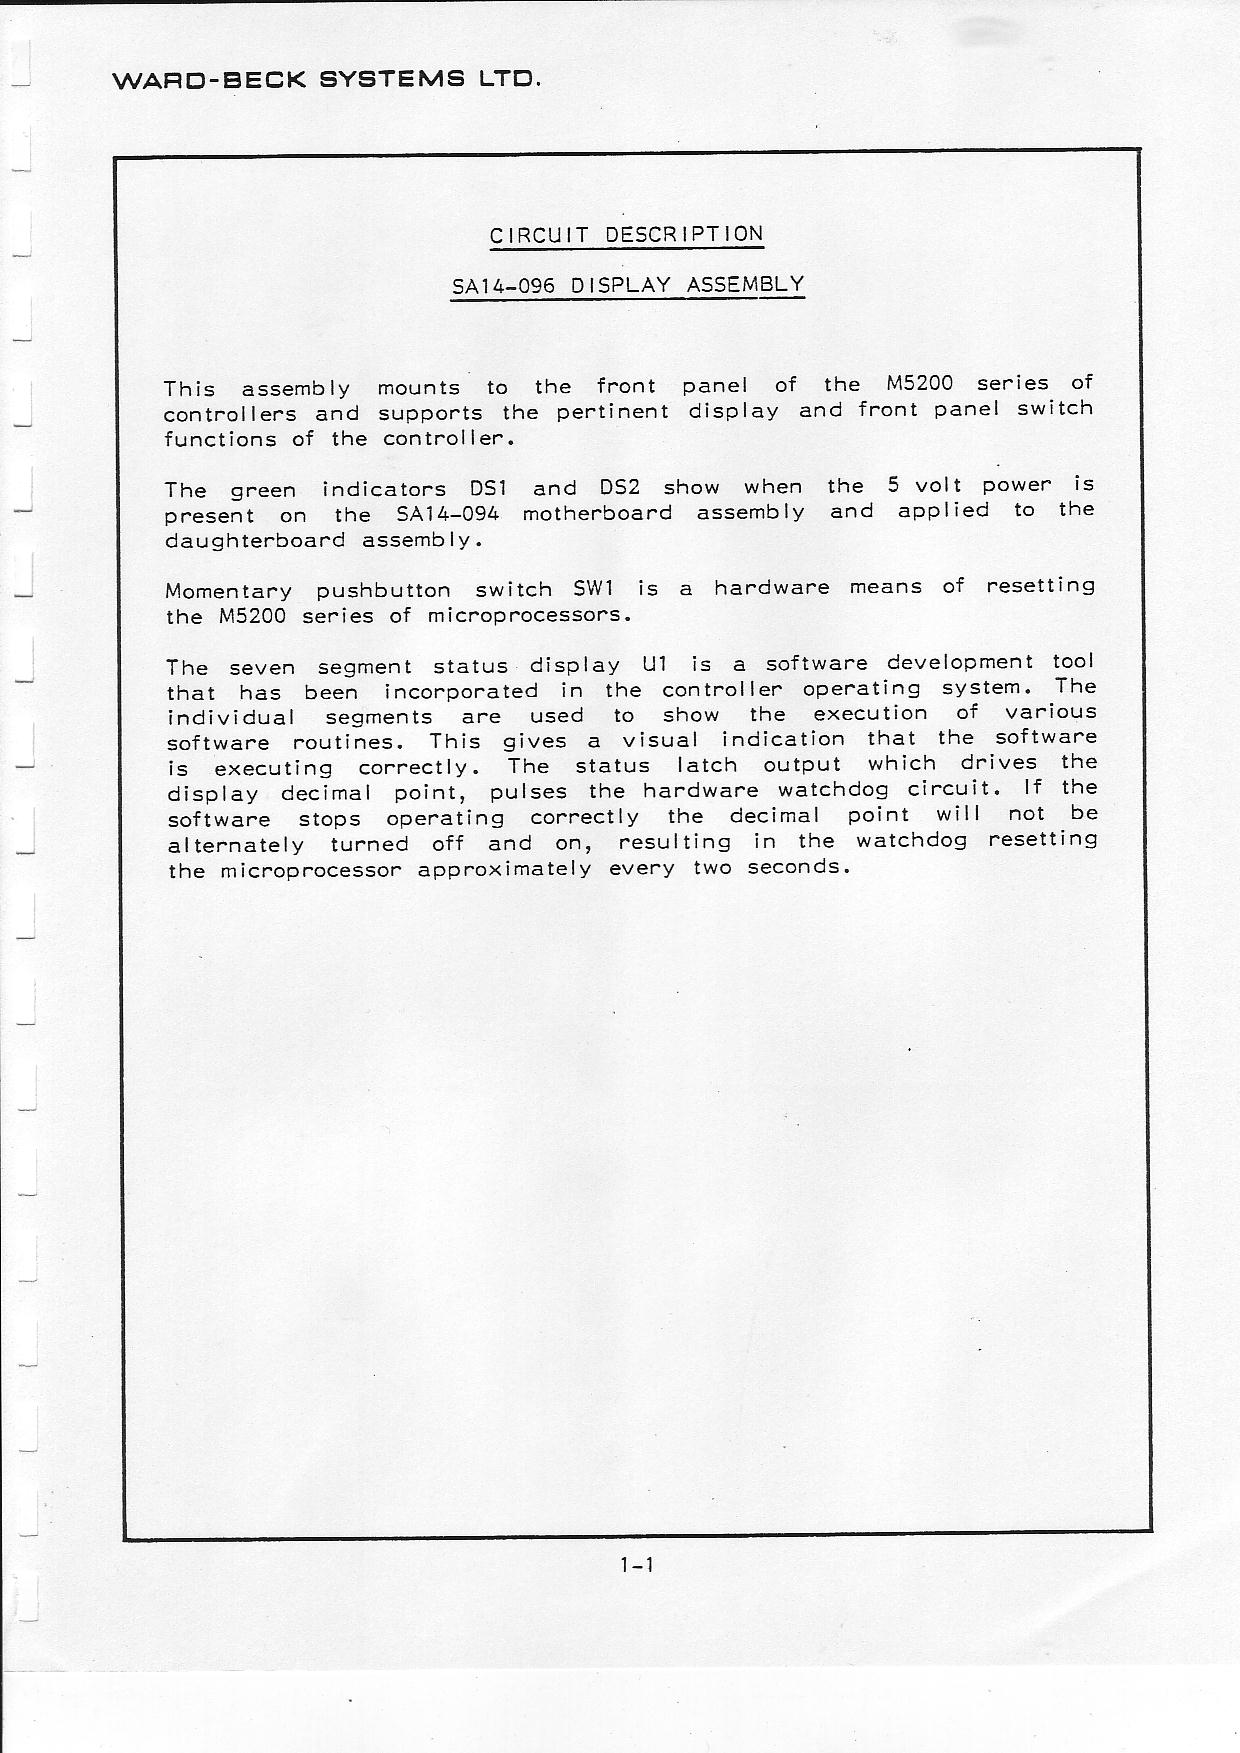 WARD-BECK SYSTEMS LTD.
CIRCUIT DESCRIPTION
SA14-096 DISPLAY ASSEMBLY
This assembly mounts to the front panel of the M5200 series of
controllers and supports the pertinent display and front panel switch
functions of the controller.
The green indicators DS1 and DS2 show when the 5 volt power is
present on the SA14-094 motherboard assembly and applied to the
daughterboard assembly.
Momentary pushbutton switch SW1 is a hardware means of resetting
the M5200 series of microprocessors.
The seven segment status display U1 is a software development tool
that has been incorporated in the controller operating system. The
individual segments are used to show the execution of various
software routines. This gives a visual indication that the software
is executing correctly. The status latch output which drives the
display decimal point, pulses the hardware watchdog circuit. If the
software stops operating correctly the decimal point will not be
alternately turned off and on, resulting in the watchdog resetting
the microprocessor approximately every two seconds.
1-1